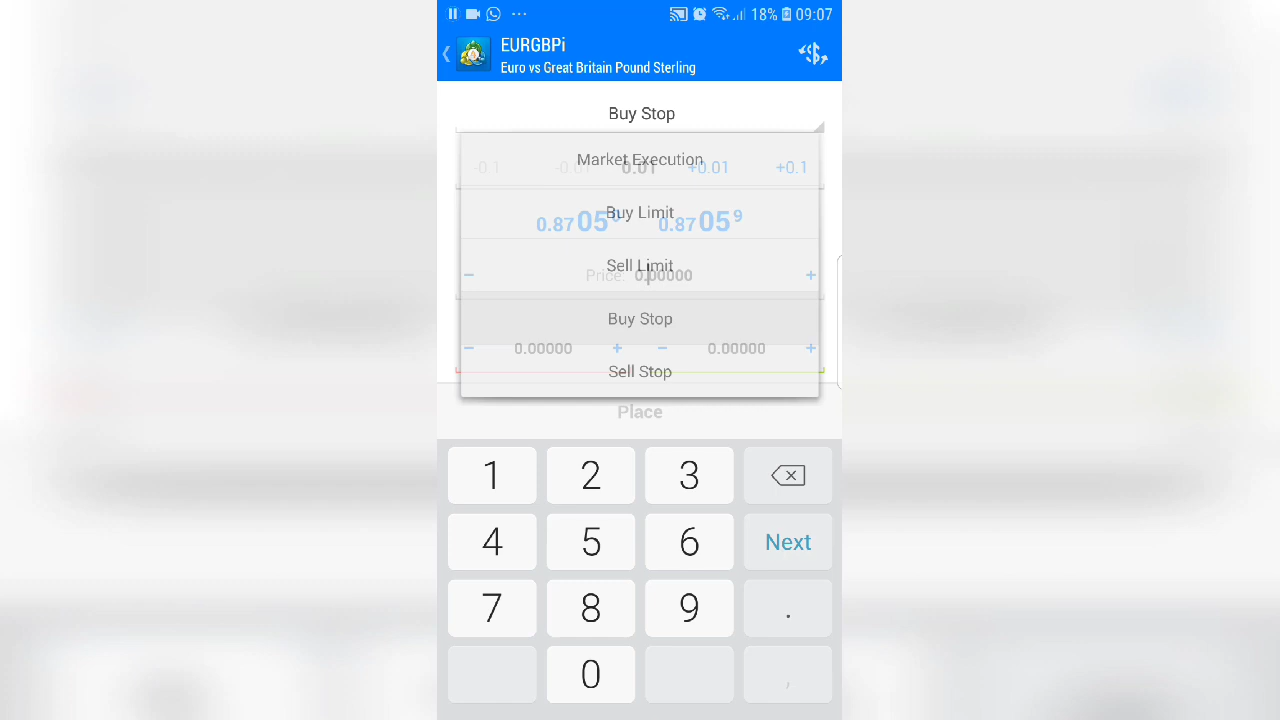 18% 09:07
EURGBPi
Euro vs Great Britain Pound Sterling
Buy Stop
Market Execution
-0.1 -0.01 0.01 +0.01 +0.1
Buy Limit
0.87059
Sell Limit
Price: 0.00000
Buy Stop
- 0.00000 + - 0.00000 +
Sell Stop
Place
1 2 3
4 5 6 Next
7 8 9 .
0 ,